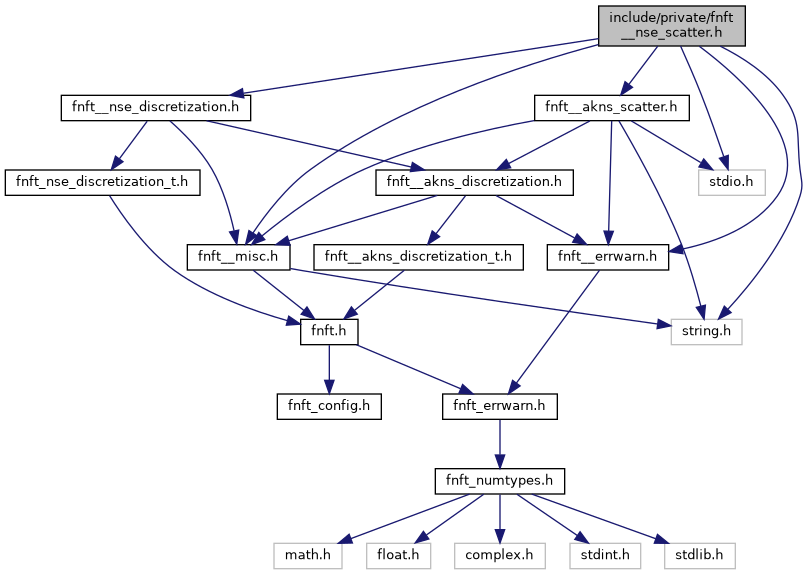 include/private/fnft
__nse_scatter.h
fnft__nse_discretization.h
fnft__akns_scatter.h
fnft_nse_discretization_t.h
fnft__akns_discretization.h
stdio.h
fnft__misc.h
fnft__akns_discretization_t.h
fnft__errwarn.h
fnft.h
string.h
fnft_config.h
fnft_errwarn.h
fnft_numtypes.h
math.h
float.h
complex.h
stdint.h
stdlib.h